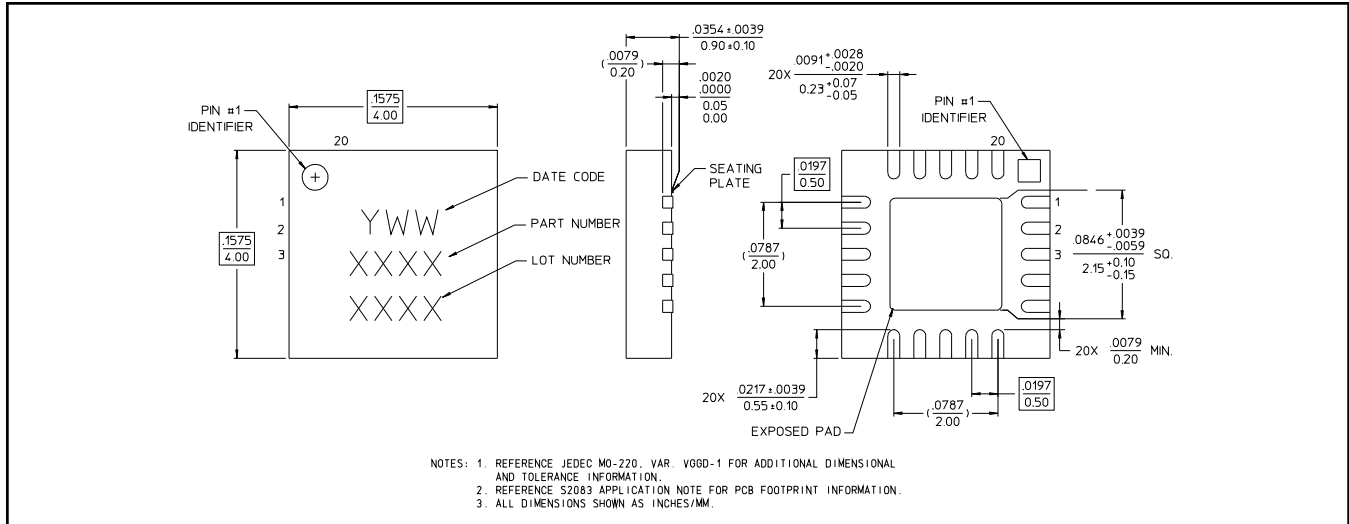 PIN #1
IDENTIFIER
.1575
4.00
20
.1575
4.00
1
2
3
DATE CODE
YWW
PART NUMBER
XXXX
LOT NUMBER
XXXX
.0354 ±.0039
0.90 ±0.10
(.0079
0.20)
.0020
.0000
0.05
0.00
SEATING
PLATE
20X .0091 +.0028 -.0020
0.23 +0.07 -0.05
PIN #1
IDENTIFIER
20
.0197
0.50
(.0787
2.00)
1
2
3
.0846 +.0039 -.0059
2.15 +0.10 -0.15 SQ.
20X .0079
0.20 MIN.
20X .0217 ±.0039
0.55 ±0.10
(.0787
2.00)
.0197
0.50
EXPOSED PAD
NOTES: 1. REFERENCE JEDEC MO-220, VAR. VGGD-1 FOR ADDITIONAL DIMENSIONAL
AND TOLERANCE INFORMATION.
2. REFERENCE S2083 APPLICATION NOTE FOR PCB FOOTPRINT INFORMATION.
3. ALL DIMENSIONS SHOWN AS INCHES/MM.